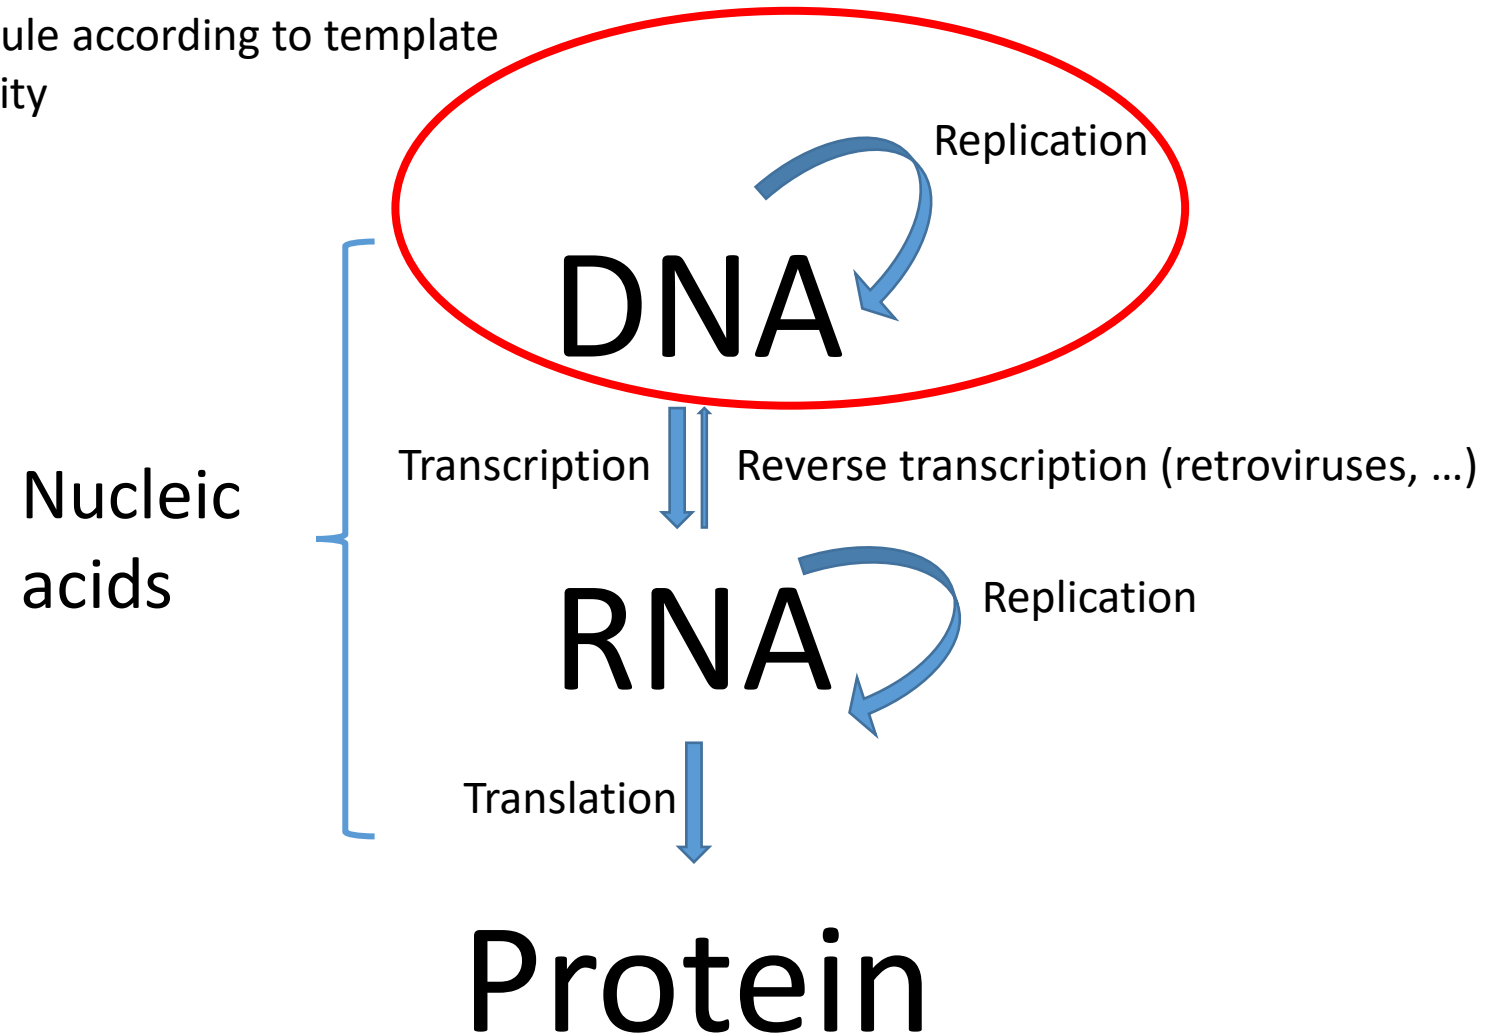 ule according to template
ity
Replication
DNA
Transcription
Reverse transcription (retroviruses, …)
Nucleic
acids
RNA
Replication
Translation
Protein